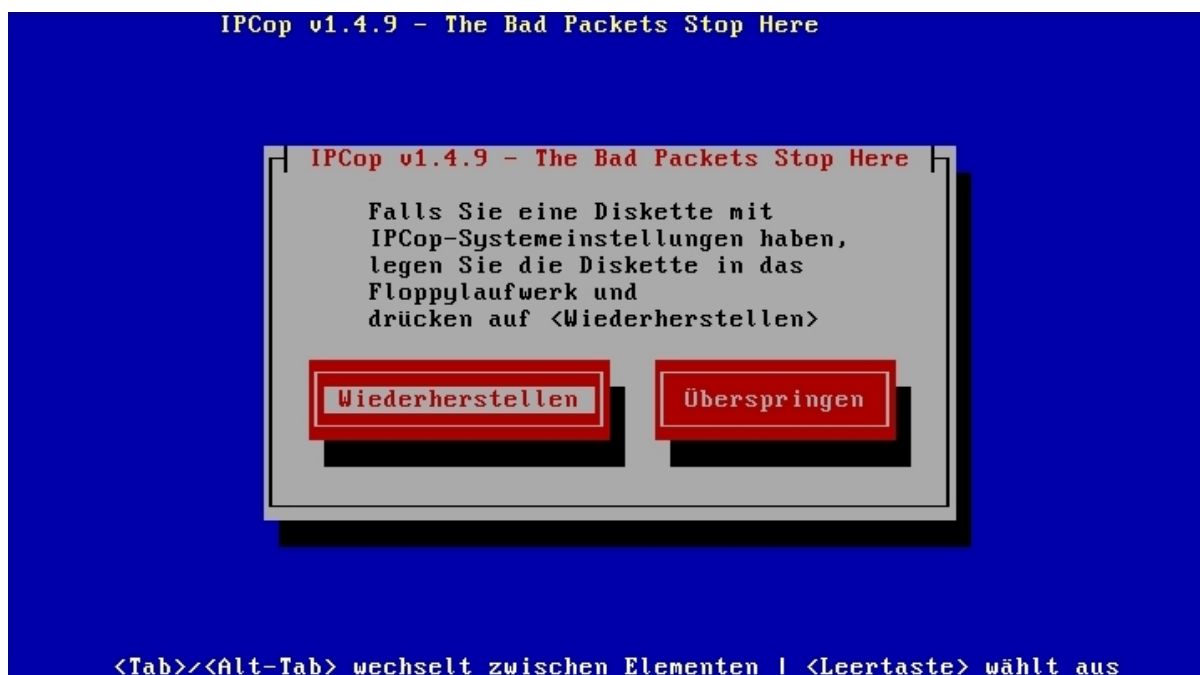 IPCop v1.4.9 - The Bad Packets Stop Here
IPCop v1.4.9 - The Bad Packets Stop Here
Falls Sie eine Diskette mit
IPCop-Systemeinstellungen haben,
legen Sie die Diskette in das
Floppylaufwerk und
drücken auf <Wiederherstellen>
Wiederherstellen Überspringen
<Tab>/<Alt-Tab> wechselt zwischen Elementen | <Leertaste> wählt aus